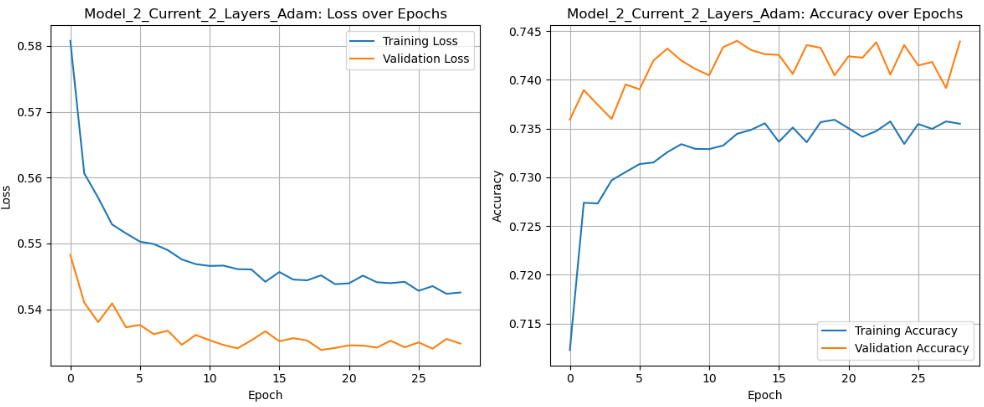 Model_2_Current_2_Layers_Adam: Loss over Epochs
0.58
0.57
0.56
0.55
0.54
Loss
0
5
10
15
20
25
Epoch
Training Loss
Validation Loss
Model_2_Current_2_Layers_Adam: Accuracy over Epochs
0.745
0.740
0.735
0.730
0.725
0.720
0.715
Accuracy
0
5
10
15
20
25
Epoch
Training Accuracy
Validation Accuracy